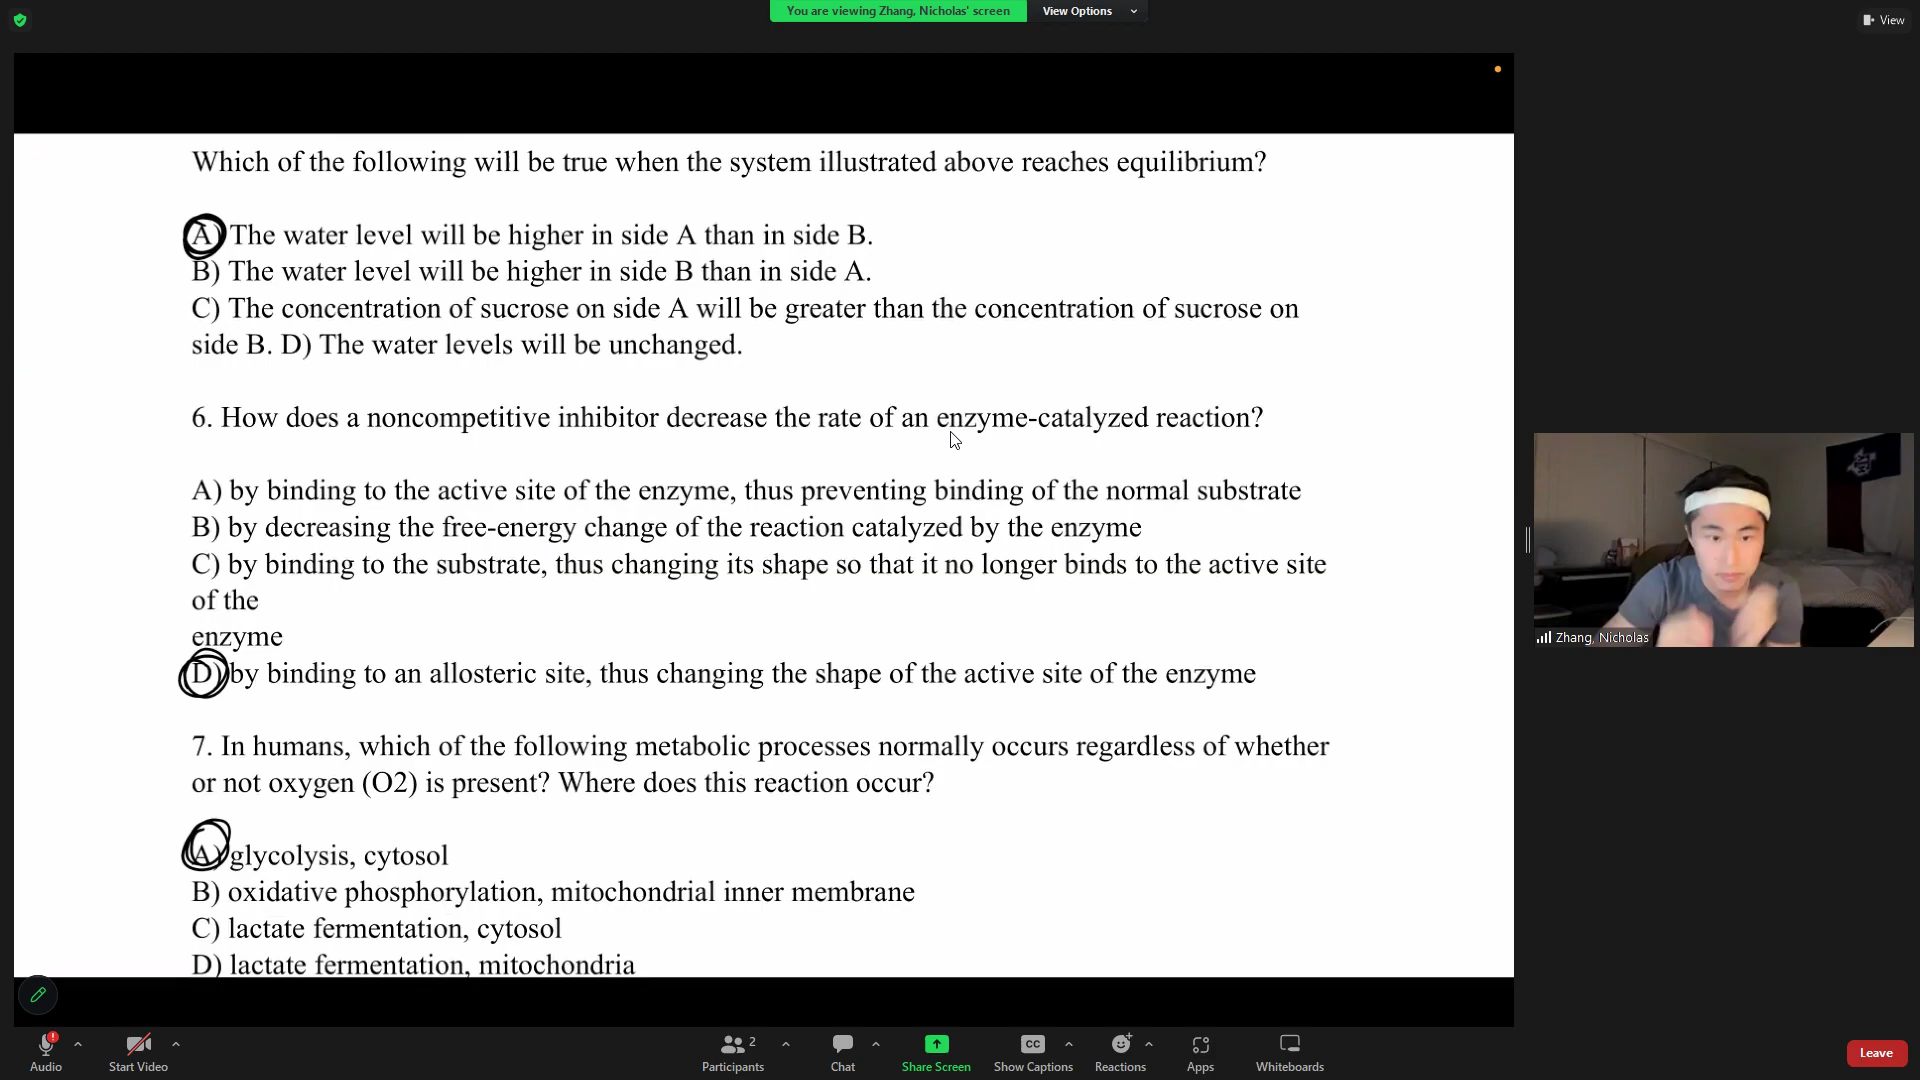 You are viewing Zhang, Nicholas' screen
View Options
View
Which of the following will be true when the system illustrated above reaches equilibrium?
A) The water level will be higher in side A than in side B.
B) The water level will be higher in side B than in side A.
C) The concentration of sucrose on side A will be greater than the concentration of sucrose on
side B. D) The water levels will be unchanged.
6. How does a noncompetitive inhibitor decrease the rate of an enzyme-catalyzed reaction?
A) by binding to the active site of the enzyme, thus preventing binding of the normal substrate
B) by decreasing the free-energy change of the reaction catalyzed by the enzyme
C) by binding to the substrate, thus changing its shape so that it no longer binds to the active site
of the
enzyme
D) by binding to an allosteric site, thus changing the shape of the active site of the enzyme
7. In humans, which of the following metabolic processes normally occurs regardless of whether
or not oxygen (O2) is present? Where does this reaction occur?
A) glycolysis, cytosol
B) oxidative phosphorylation, mitochondrial inner membrane
C) lactate fermentation, cytosol
D) lactate fermentation, mitochondria
Zhang, Nicholas
Audio
Start Video
2
Participants
Chat
Share Screen
CC
Show Captions
Reactions
Apps
Whiteboards
Leave